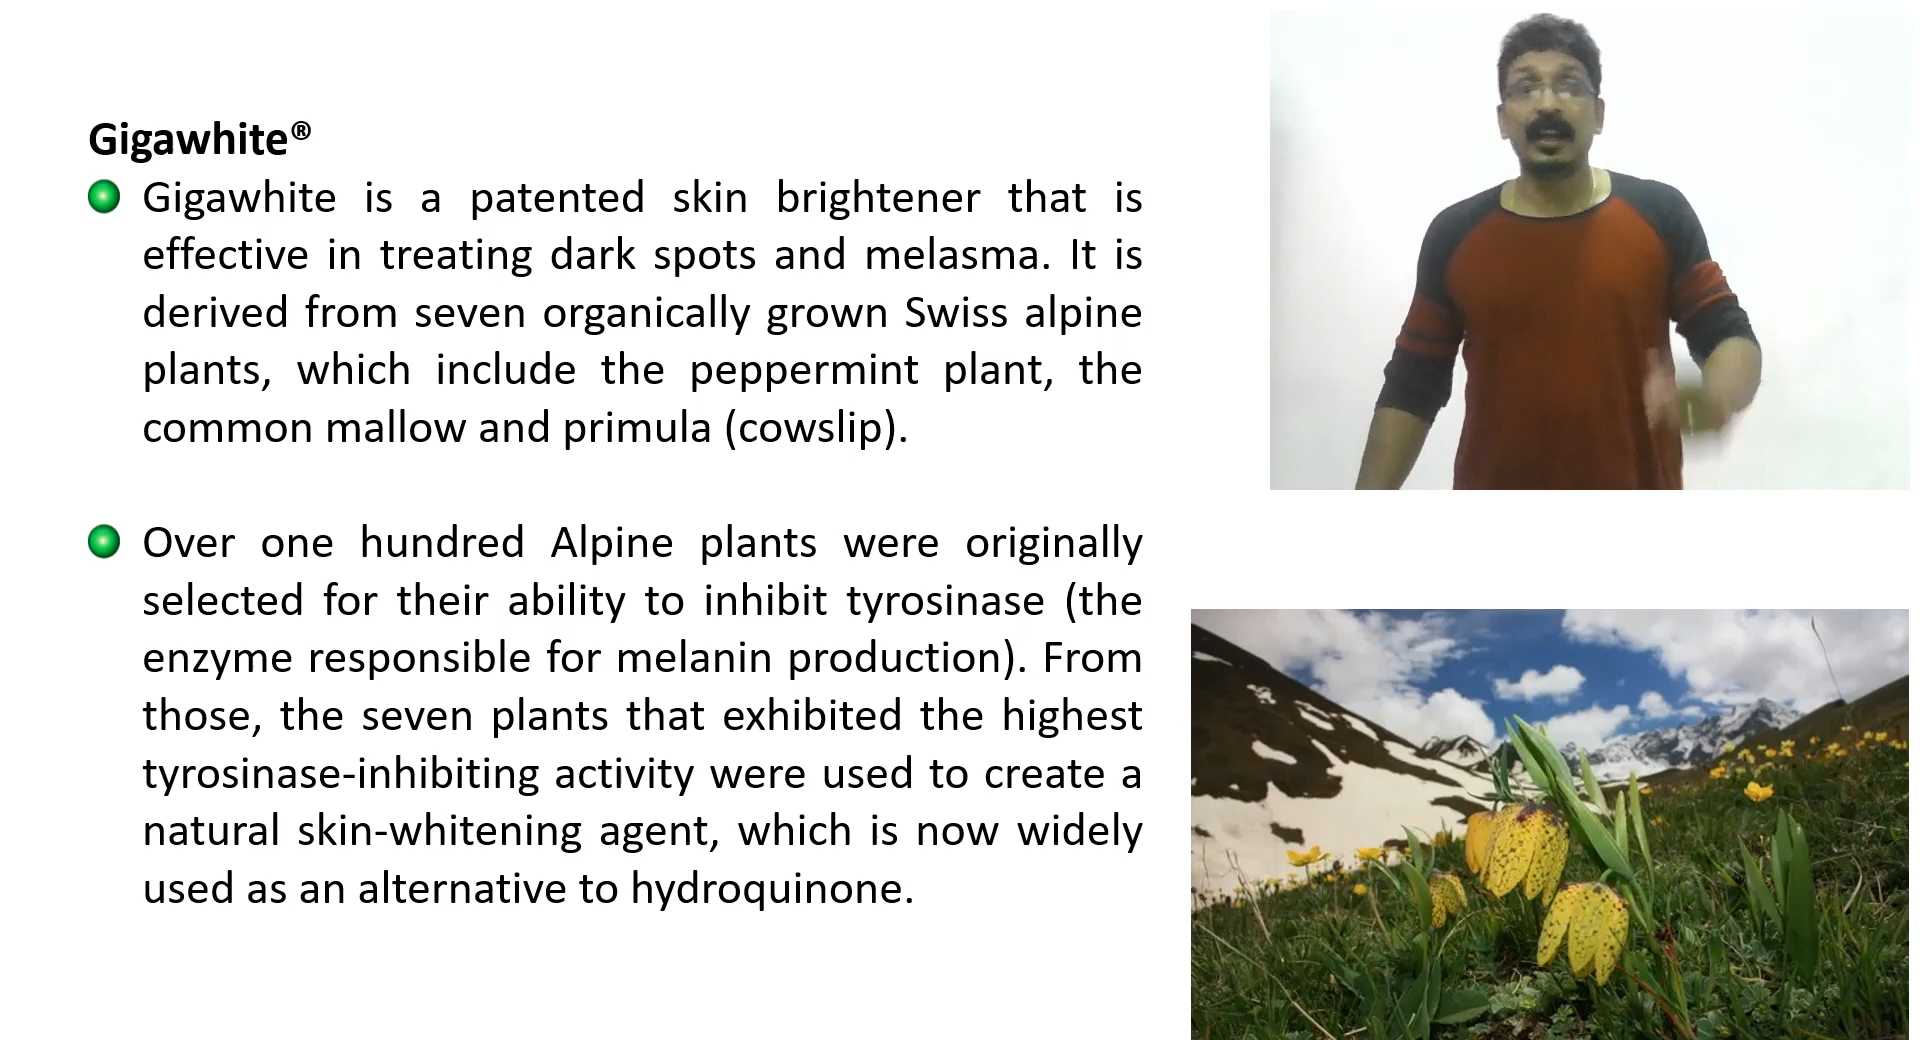 Gigawhite®
Gigawhite is a patented skin brightener that is
effective in treating dark spots and melasma. It is
derived from seven organically grown Swiss alpine
plants, which include the peppermint plant, the
common mallow and primula (cowslip).
Over one hundred Alpine plants were originally
selected for their ability to inhibit tyrosinase (the
enzyme responsible for melanin production). From
those, the seven plants that exhibited the highest
tyrosinase-inhibiting activity were used to create a
natural skin-whitening agent, which is now widely
used as an alternative to hydroquinone.